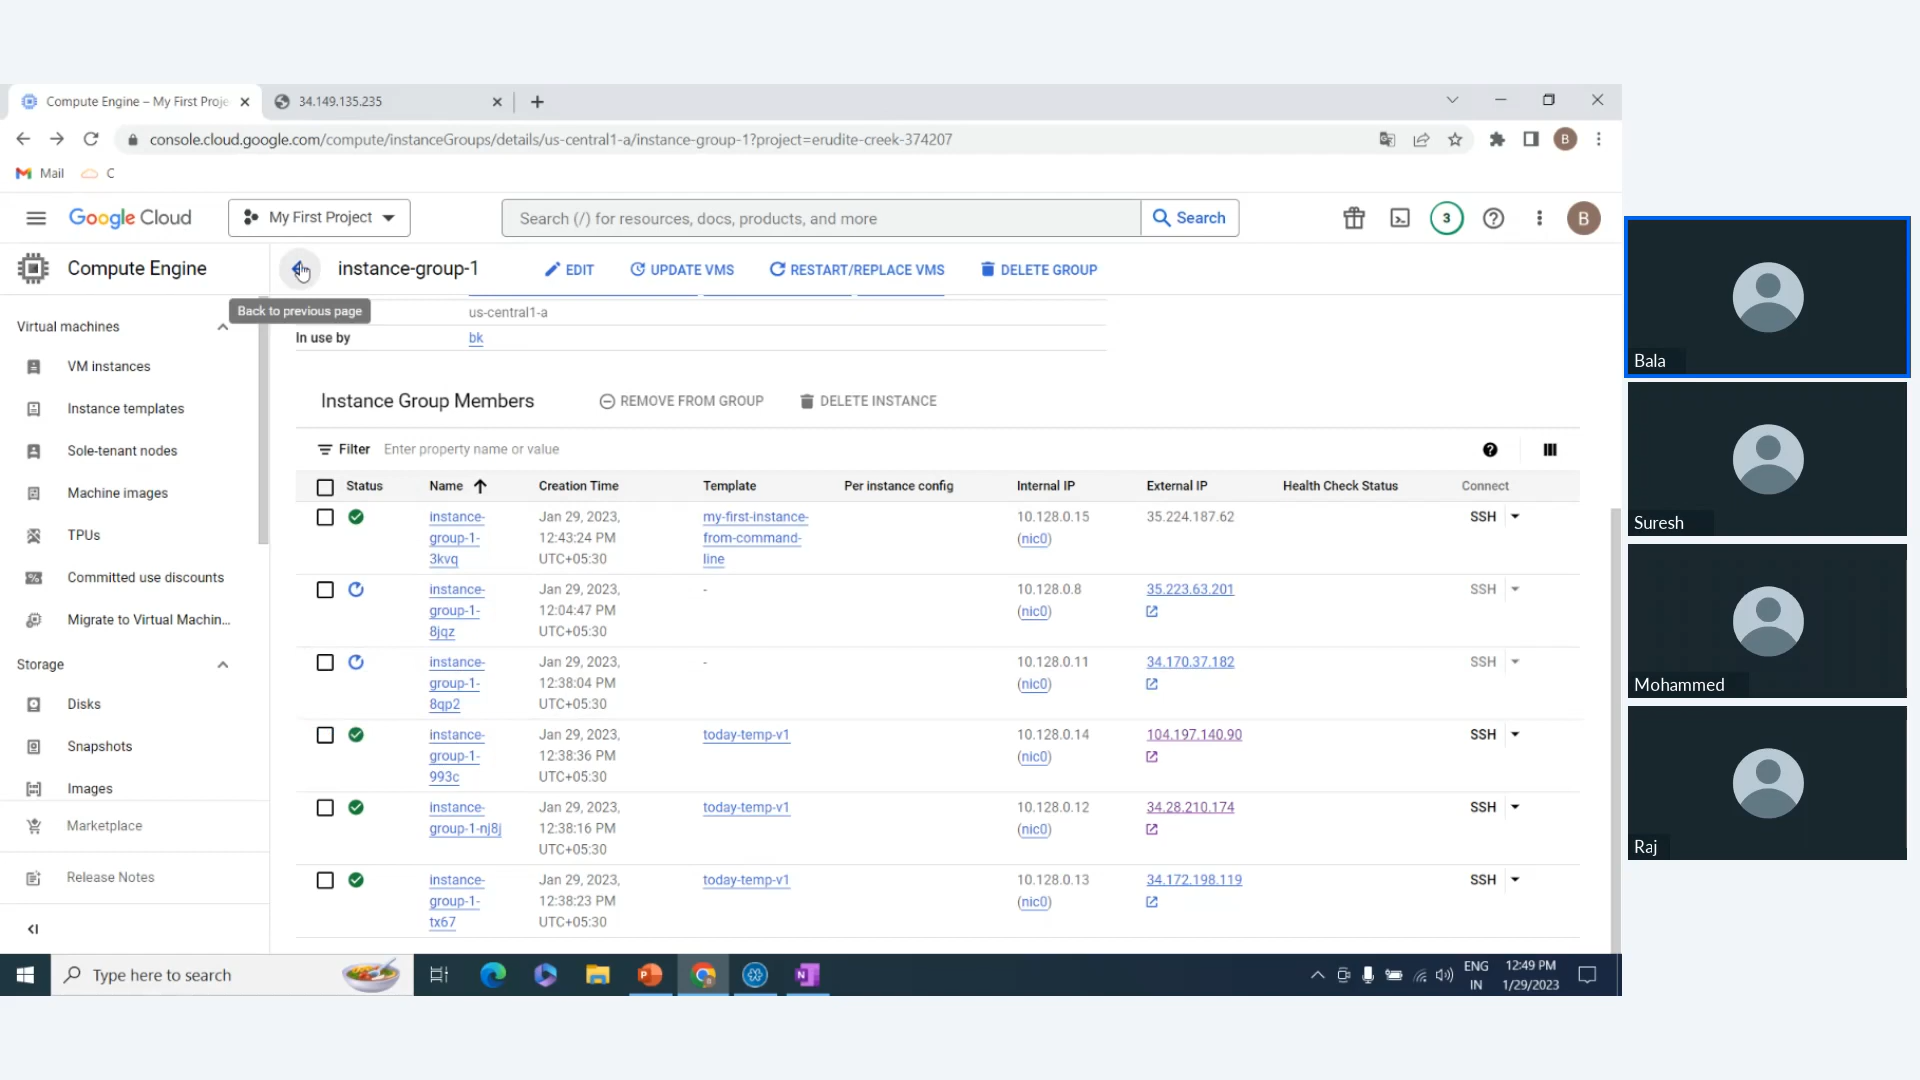 Compute Engine – My First Proje
34.149.135.235
console.cloud.google.com/compute/instanceGroups/details/us-central1-a/instance-group-1?project=erudite-creek-374207
B
Mail
C
Google Cloud
My First Project
Search (/) for resources, docs, products, and more
Search
3
B
Compute Engine
instance-group-1
EDIT
UPDATE VMS
RESTART/REPLACE VMS
DELETE GROUP
Back to previous page
Virtual machines
VM instances
Instance templates
Sole-tenant nodes
Machine images
TPUs
Committed use discounts
Migrate to Virtual Machin...
Storage
Disks
Snapshots
Images
Marketplace
Release Notes
us-central1-a
In use by
bk
Instance Group Members
REMOVE FROM GROUP
DELETE INSTANCE
Filter
Enter property name or value
Status
Name
Creation Time
Template
Per instance config
Internal IP
External IP
Health Check Status
Connect
instance-
group-1-
3kvq
Jan 29, 2023,
12:43:24 PM
UTC+05:30
my-first-instance-
from-command-
line
10.128.0.15
(nic0)
35.224.187.62
SSH
instance-
group-1-
8jqz
Jan 29, 2023,
12:04:47 PM
UTC+05:30
-
10.128.0.8
(nic0)
35.223.63.201
SSH
instance-
group-1-
8qp2
Jan 29, 2023,
12:38:04 PM
UTC+05:30
-
10.128.0.11
(nic0)
34.170.37.182
SSH
instance-
group-1-
993c
Jan 29, 2023,
12:38:36 PM
UTC+05:30
today-temp-v1
10.128.0.14
(nic0)
104.197.140.90
SSH
instance-
group-1-nj8j
Jan 29, 2023,
12:38:16 PM
UTC+05:30
today-temp-v1
10.128.0.12
(nic0)
34.28.210.174
SSH
instance-
group-1-
tx67
Jan 29, 2023,
12:38:23 PM
UTC+05:30
today-temp-v1
10.128.0.13
(nic0)
34.172.198.119
SSH
Type here to search
ENG
IN
12:49 PM
1/29/2023
Bala
Suresh
Mohammed
Raj